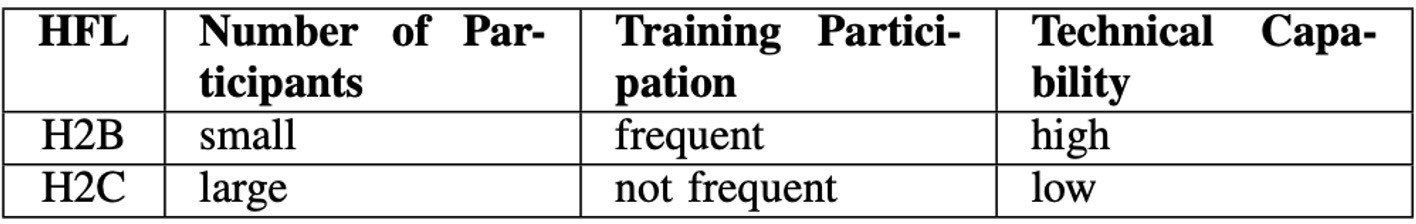 HFL Number of Par- Training Partici- Technical Capa-
ticipants pation bility
H2B small frequent high
H2C large not frequent low